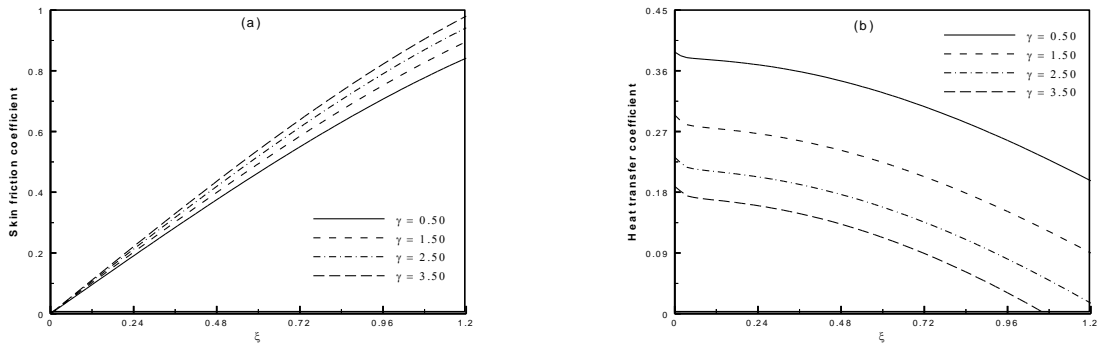 (a)
Skin friction coefficient
1
0.8
0.6
0.4
0.2
0
γ = 0.50
γ = 1.50
γ = 2.50
γ = 3.50
0 0.24 0.48 0.72 0.96 1.2
ξ
(b)
Heat transfer coefficient
0.45
0.36
0.27
0.18
0.09
0
γ = 0.50
γ = 1.50
γ = 2.50
γ = 3.50
0 0.24 0.48 0.72 0.96 1.2
ξ